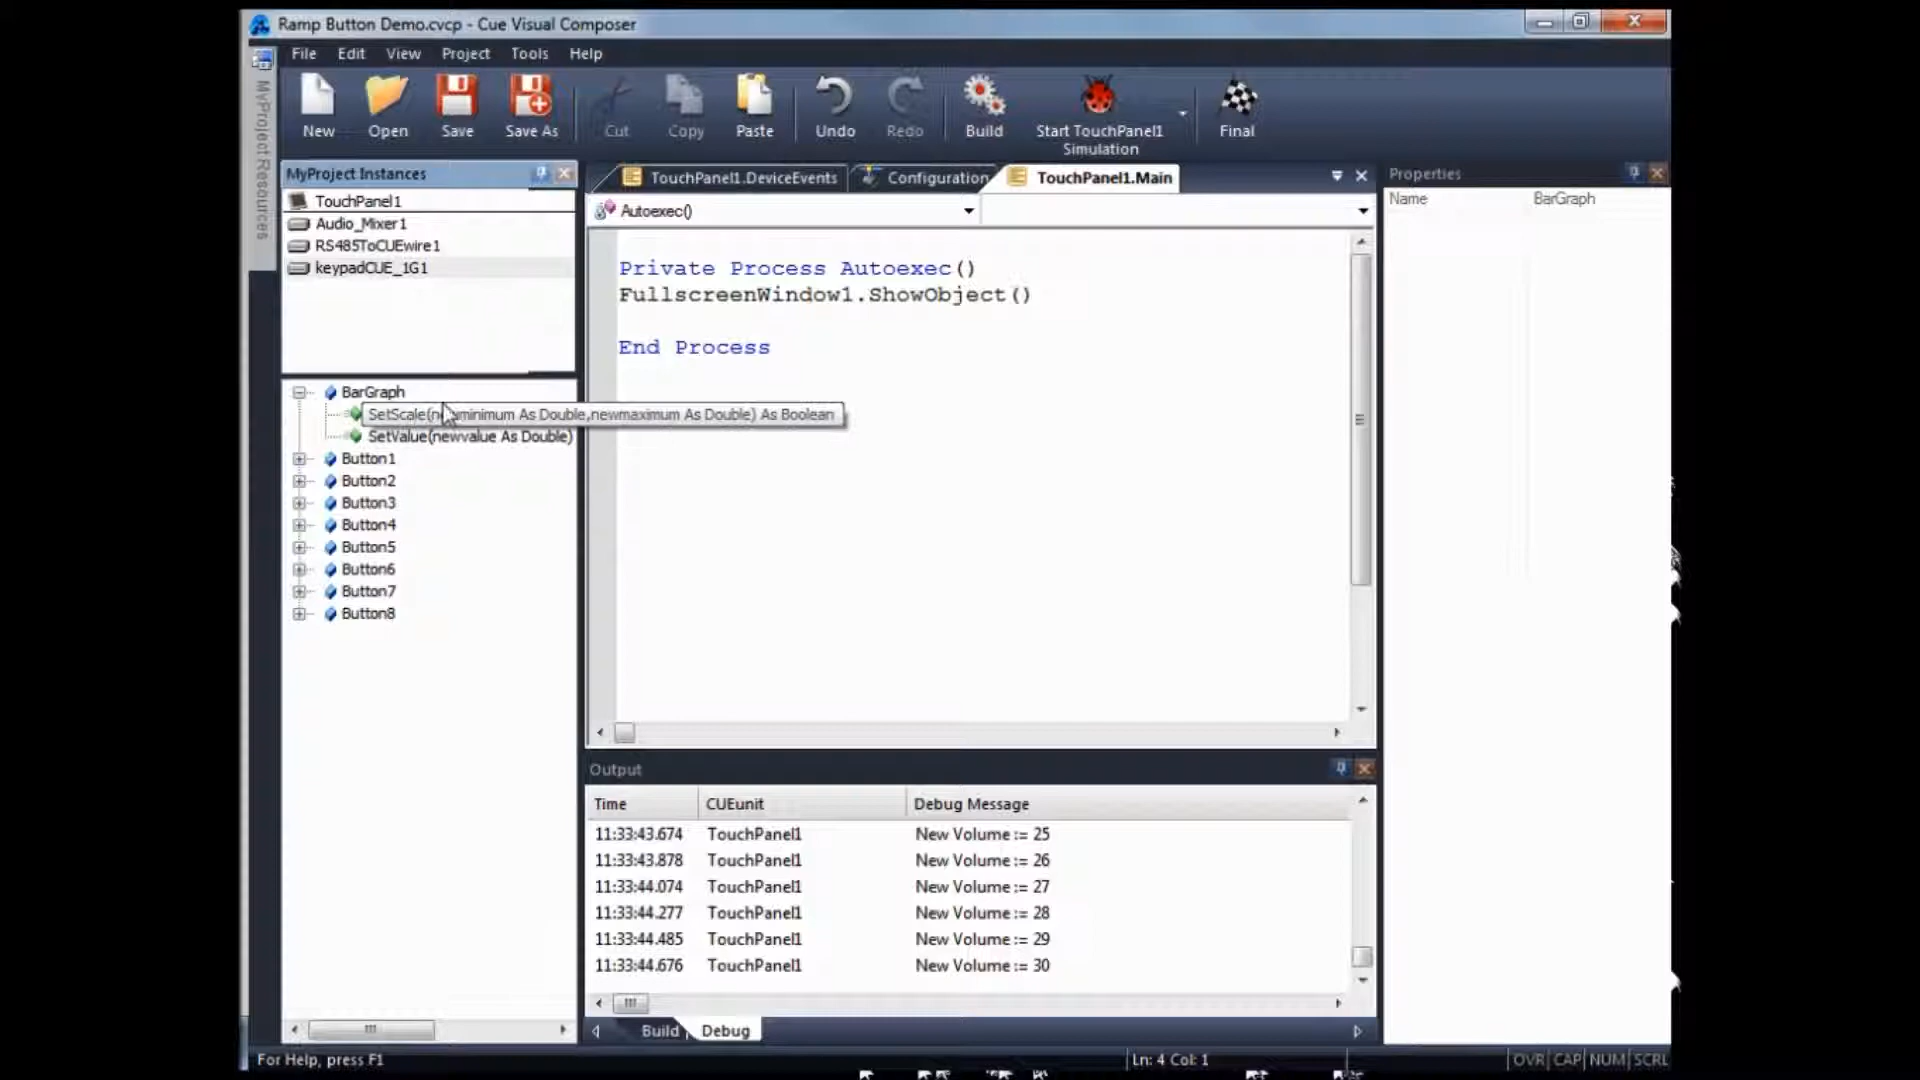 Ramp Button Demo.cvcp - Cue Visual Composer
File Edit View Project Tools Help
New Open Save Save As Cut Copy Paste Undo Redo Build Start TouchPanel1 Simulation Final
MyProject Resources
MyProject Instances
TouchPanel1
Audio_Mixer1
RS485ToCUEwire1
keypadCUE_1G1
BarGraph
SetScale(newminimum As Double,newmaximum As Double) As Boolean
SetValue(newvalue As Double)
Button1
Button2
Button3
Button4
Button5
Button6
Button7
Button8
TouchPanel1.DeviceEvents Configuration TouchPanel1.Main
Autoexec()
Private Process Autoexec()
FullscreenWindow1.ShowObject()
End Process
Properties
Name BarGraph
Output
Time CUEunit Debug Message
11:33:43.674 TouchPanel1 New Volume := 25
11:33:43.878 TouchPanel1 New Volume := 26
11:33:44.074 TouchPanel1 New Volume := 27
11:33:44.277 TouchPanel1 New Volume := 28
11:33:44.485 TouchPanel1 New Volume := 29
11:33:44.676 TouchPanel1 New Volume := 30
Build Debug
For Help, press F1 Ln: 4 Col: 1 OVR CAP NUM SCRL